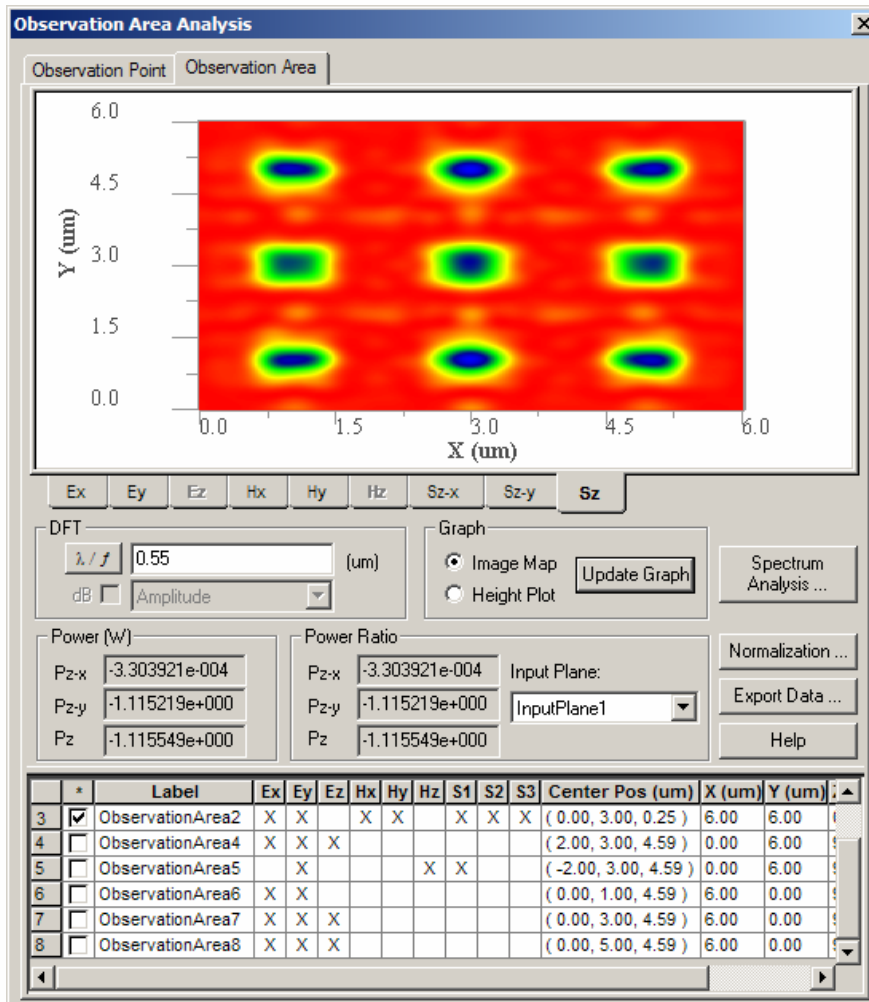 Observation Area Analysis
Observation Point Observation Area
6.0
4.5
3.0
1.5
0.0
Y (um)
0.0 1.5 3.0 4.5 6.0
X (um)
Ex Ey Ez Hx Hy Hz Sz-x Sz-y Sz
DFT
λ / f 0.55 (um)
dB Amplitude
Graph
Image Map
Height Plot
Update Graph
Spectrum
Analysis ...
Power (W)
Pz-x -3.303921e-004
Pz-y -1.115219e+000
Pz -1.115549e+000
Power Ratio
Pz-x -3.303921e-004
Pz-y -1.115219e+000
Pz -1.115549e+000
Input Plane:
InputPlane1
Normalization ...
Export Data ...
Help
* Label Ex Ey Ez Hx Hy Hz S1 S2 S3 Center Pos (um) X (um) Y (um)
3 ObservationArea2 X X X X X X X ( 0.00, 3.00, 0.25 ) 6.00 6.00
4 ObservationArea4 X X X ( 2.00, 3.00, 4.59 ) 0.00 6.00
5 ObservationArea5 X X X ( -2.00, 3.00, 4.59 ) 0.00 6.00
6 ObservationArea6 X X ( 0.00, 1.00, 4.59 ) 6.00 0.00
7 ObservationArea7 X X X ( 0.00, 3.00, 4.59 ) 6.00 0.00
8 ObservationArea8 X X X ( 0.00, 5.00, 4.59 ) 6.00 0.00